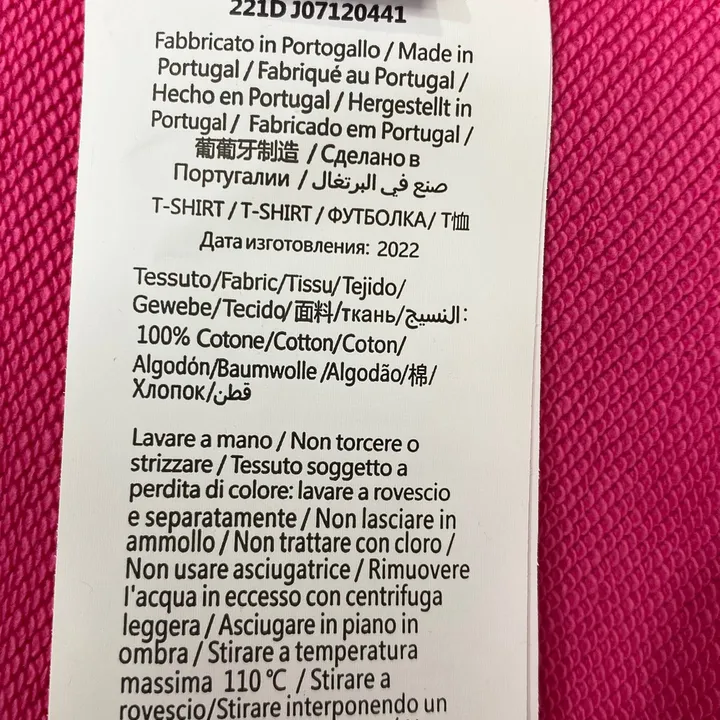 221D J07120441
Fabbricato in Portogallo / Made in
Portugal / Fabriqué au Portugal /
Hecho en Portugal / Hergestellt in
Portugal / Fabricado em Portugal /
葡葡牙制造 / Сделано в
Португалии / صنع في البرتغال
T-SHIRT / T-SHIRT / ФУТБОЛКА / T恤
Дата изготовления: 2022
Tessuto/Fabric/Tissu/Tejido/
Gewebe/Tecido/面料/ткань/النسيج:
100% Cotone/Cotton/Coton/
Algodón/Baumwolle /Algodão/棉/
Хлопок/قطن
Lavare a mano / Non torcere o
strizzare / Tessuto soggetto a
perdita di colore: lavare a rovescio
e separatamente / Non lasciare in
ammollo / Non trattare con cloro /
Non usare asciugatrice / Rimuovere
l'acqua in eccesso con centrifuga
leggera / Asciugare in piano in
ombra / Stirare a temperatura
massima 110 °C / Stirare a
rovescio/Stirare interponendo un